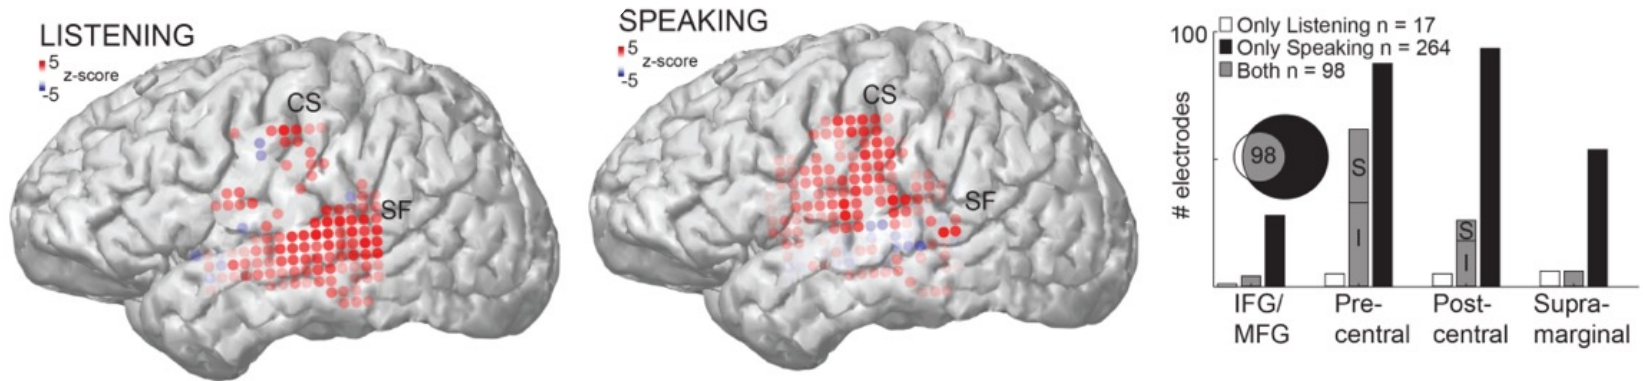 LISTENING
5
z-score
-5
CS
SF
SPEAKING
5
z-score
-5
CS
SF
100
Only Listening n = 17
Only Speaking n = 264
Both n = 98
# electrodes
98
S
I
S
I
IFG/
MFG
Pre-
central
Post-
central
Supra-
marginal